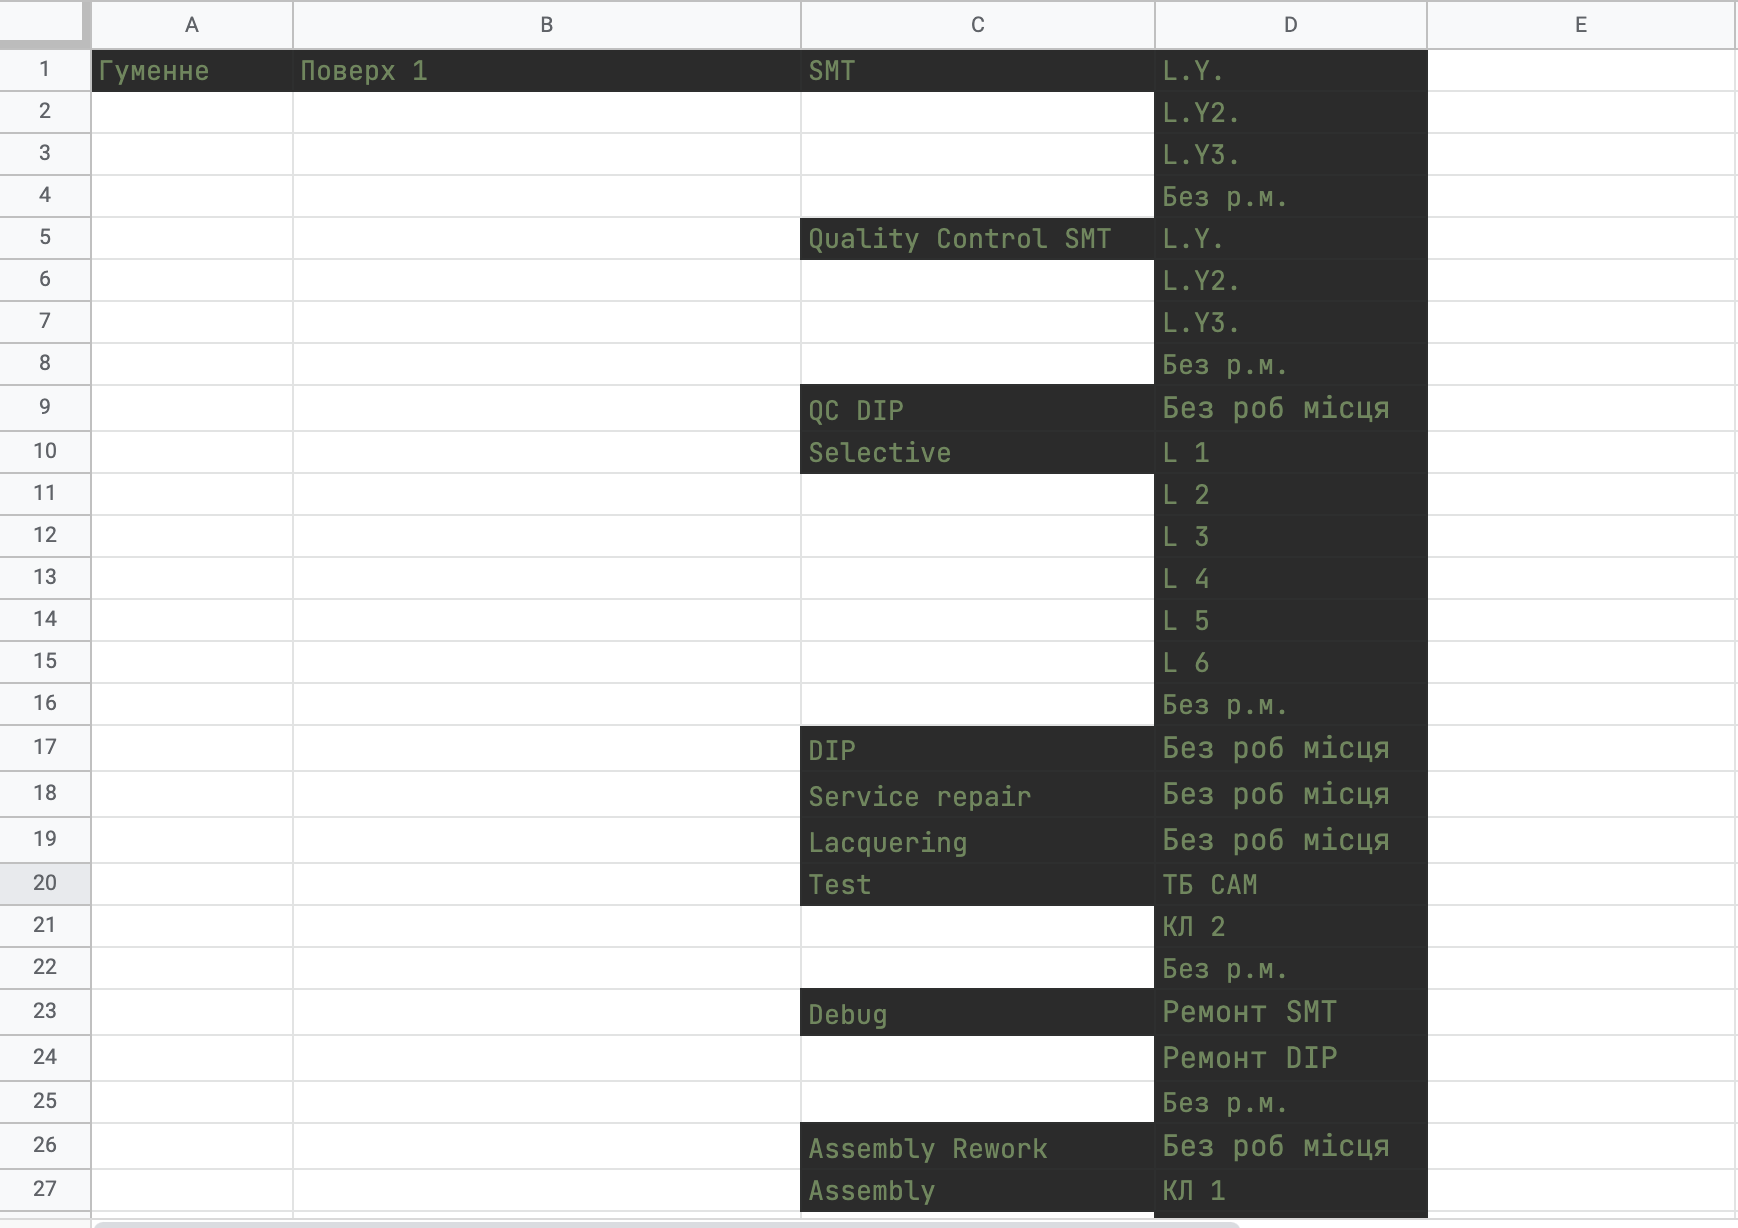 A B C D E
1 Гуменне Поверх 1 SMT L.Y.
2 L.Y2.
3 L.Y3.
4 Без р.м.
5 Quality Control SMT L.Y.
6 L.Y2.
7 L.Y3.
8 Без р.м.
9 QC DIP Без роб місця
10 Selective L 1
11 L 2
12 L 3
13 L 4
14 L 5
15 L 6
16 Без р.м.
17 DIP Без роб місця
18 Service repair Без роб місця
19 Lacquering Без роб місця
20 Test ТБ САМ
21 КЛ 2
22 Без р.м.
23 Debug Ремонт SMT
24 Ремонт DIP
25 Без р.м.
26 Assembly Rework Без роб місця
27 Assembly КЛ 1